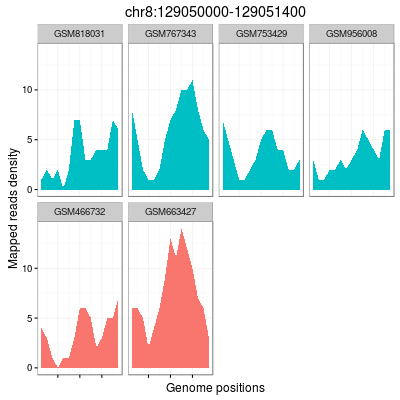 chr8:129050000-129051400
GSM818031 GSM767343 GSM753429 GSM956008
10
5
0
GSM466732 GSM663427
10
5
0
Mapped reads density
Genome positions